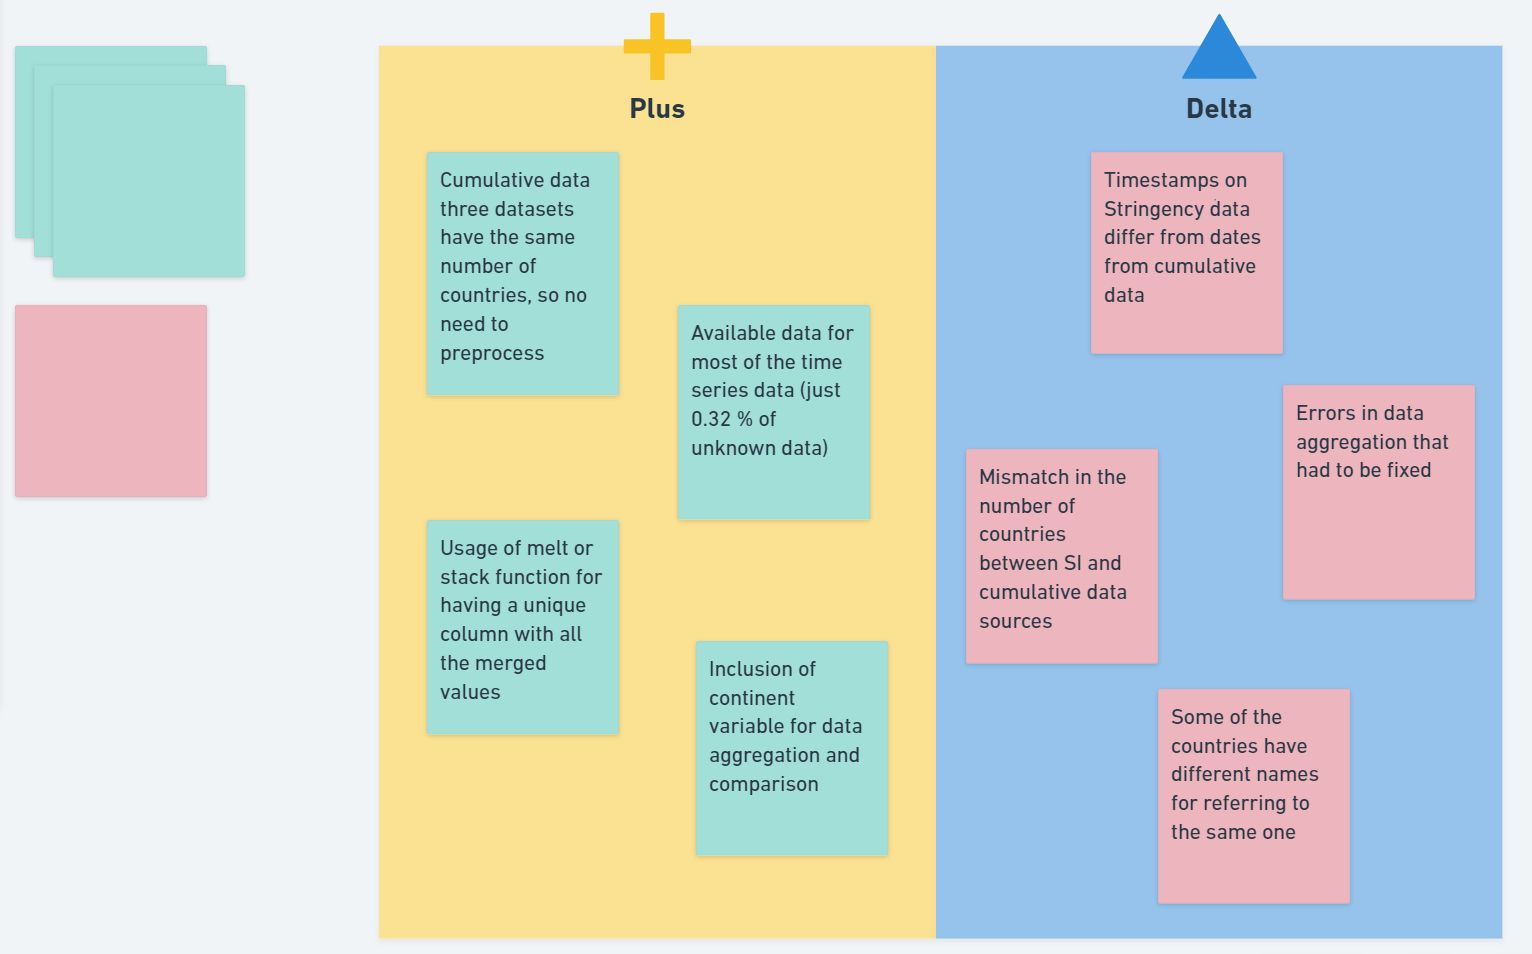 Plus
Cumulative data
three datasets
have the same
number of
countries, so no
need to
preprocess
Available data for
most of the time
series data (just
0.32 % of
unknown data)
Usage of melt or
stack function for
having a unique
column with all
the merged
values
Inclusion of
continent
variable for data
aggregation and
comparison
Delta
Timestamps on
Stringency data
differ from dates
from cumulative
data
Errors in data
aggregation that
had to be fixed
Mismatch in the
number of
countries
between SI and
cumulative data
sources
Some of the
countries have
different names
for referring to
the same one